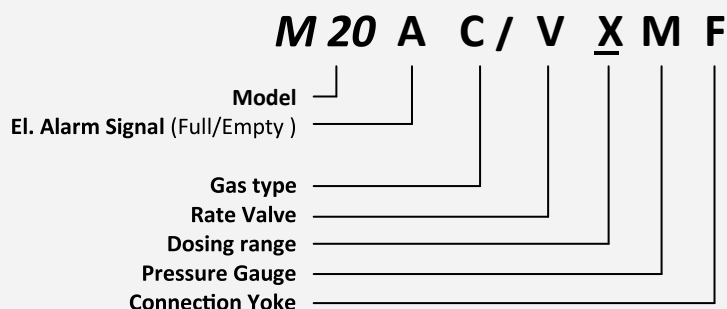 M 20 A C / V X M F
Model
El. Alarm Signal (Full/Empty )
Gas type
Rate Valve
Dosing range
Pressure Gauge
Connection Yoke